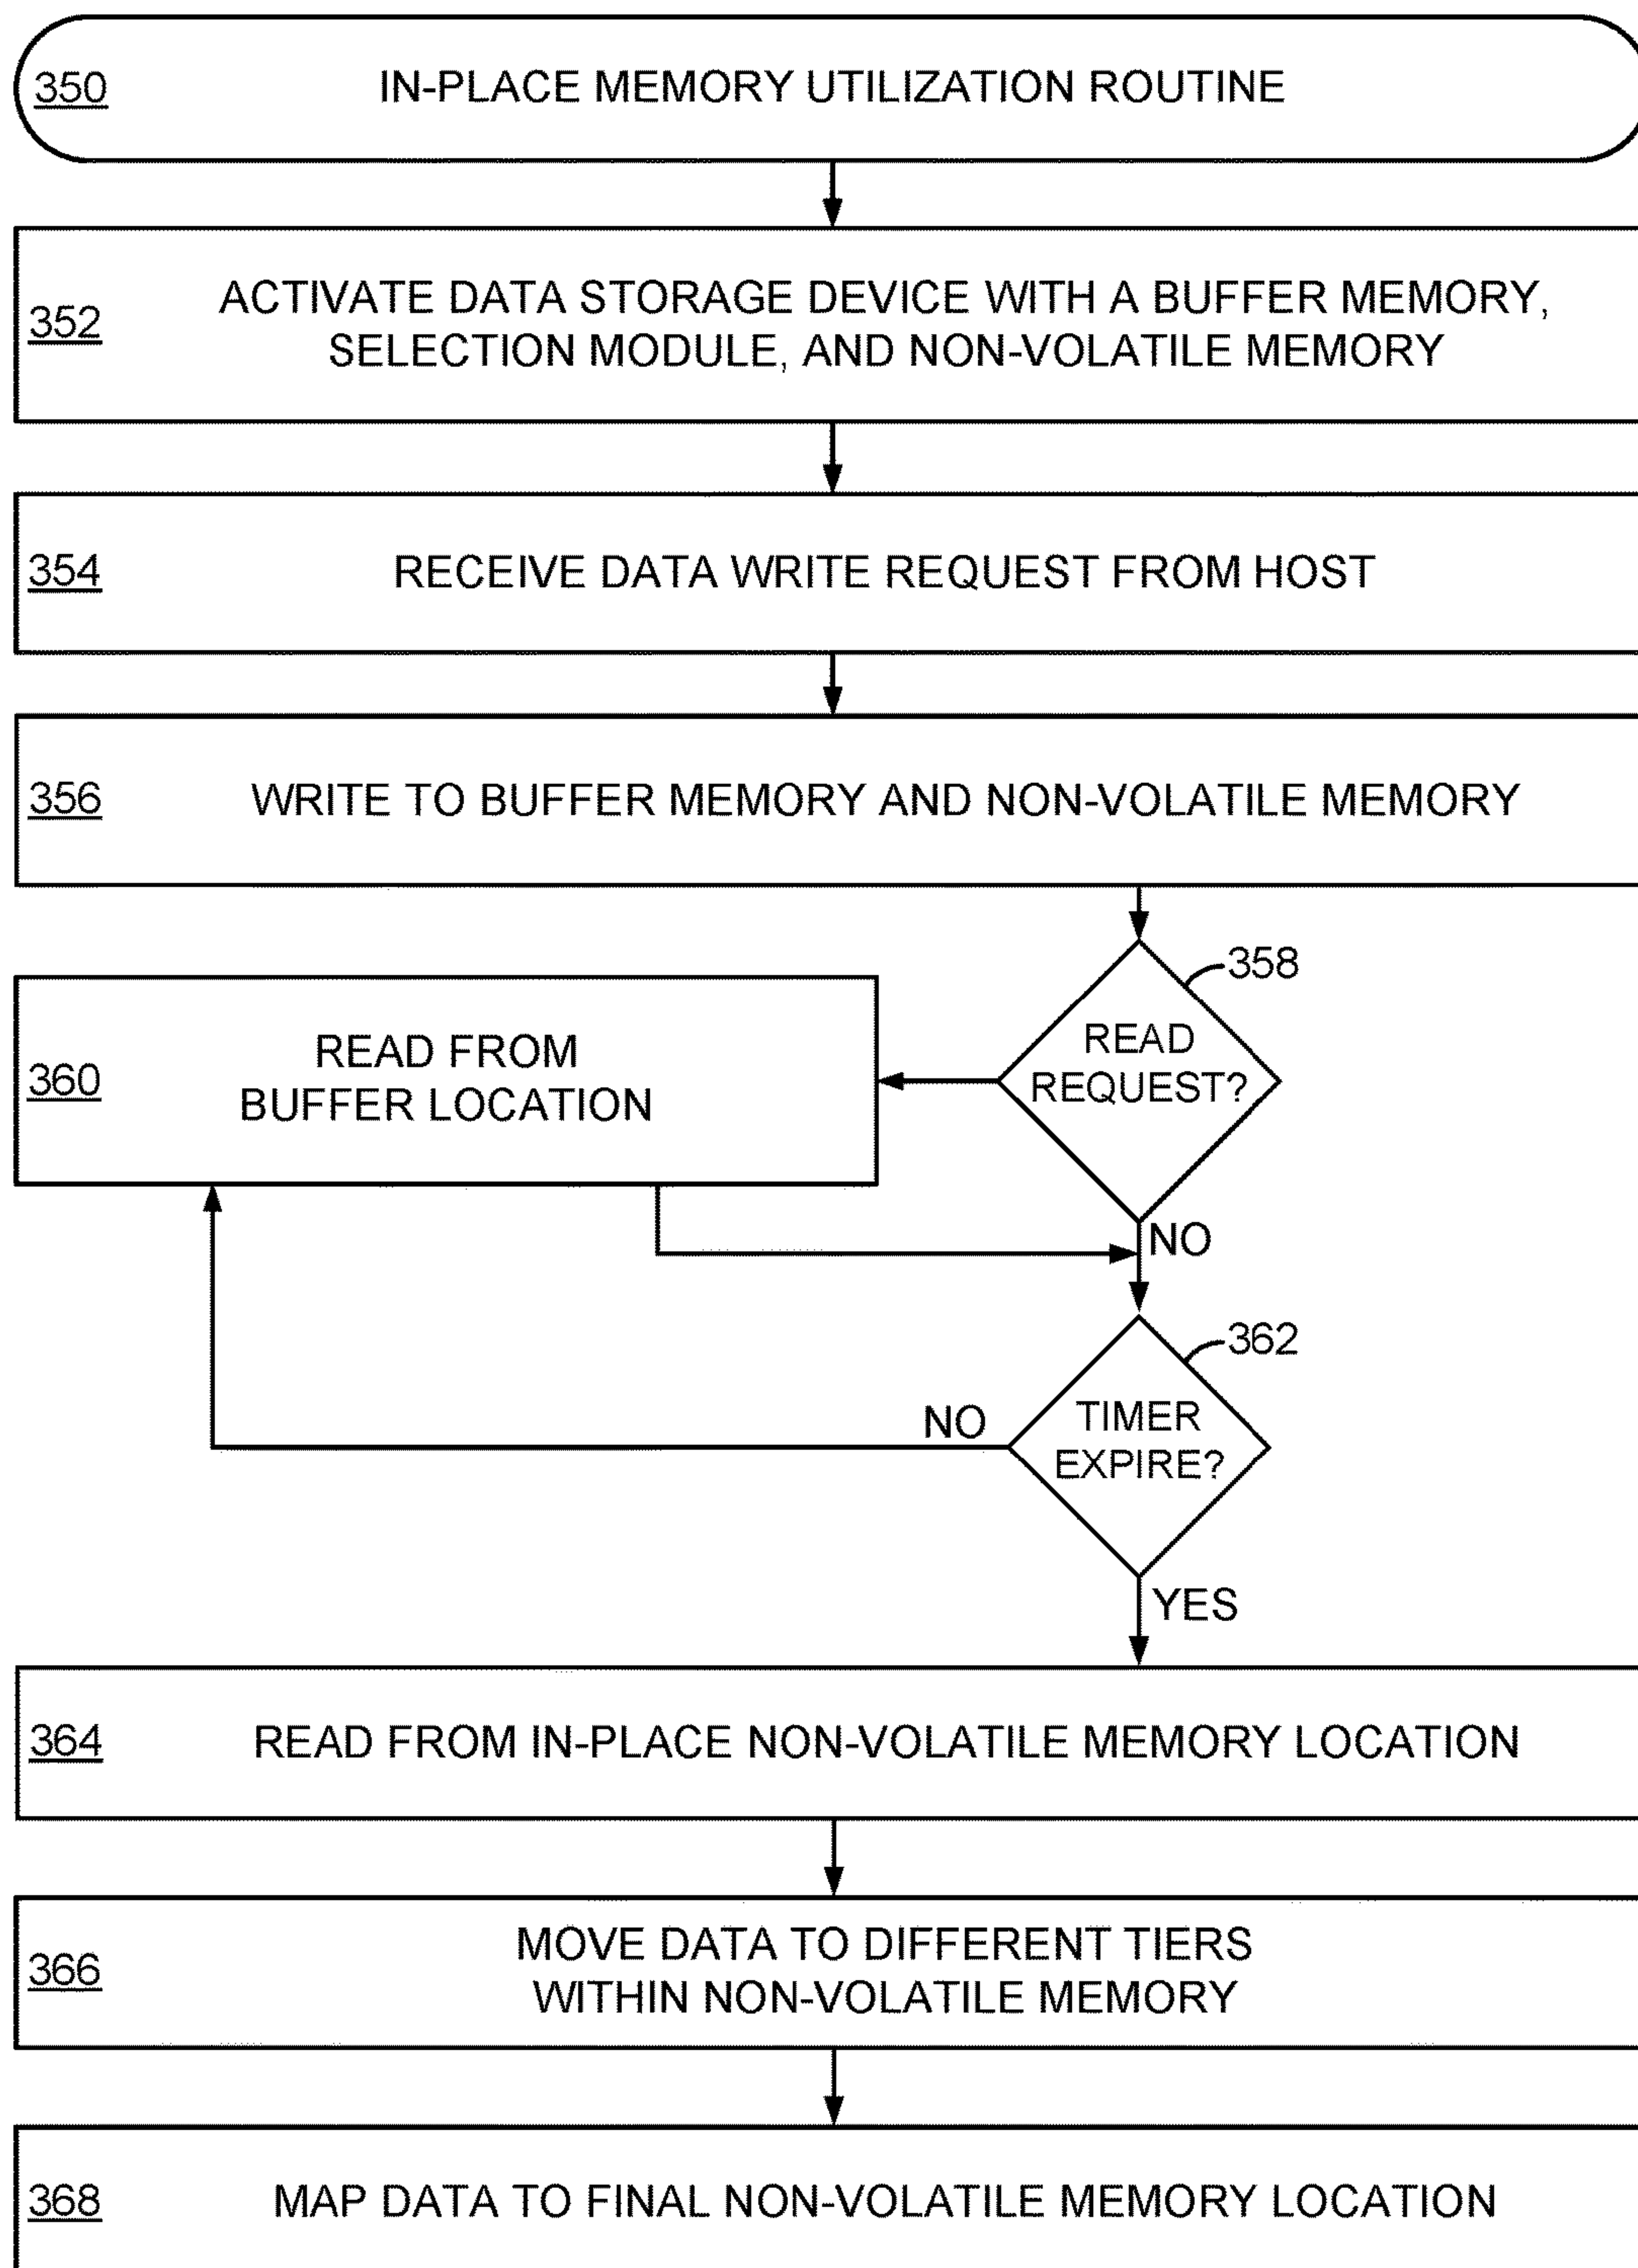 350 IN-PLACE MEMORY UTILIZATION ROUTINE
352 ACTIVATE DATA STORAGE DEVICE WITH A BUFFER MEMORY,
SELECTION MODULE, AND NON-VOLATILE MEMORY
354 RECEIVE DATA WRITE REQUEST FROM HOST
356 WRITE TO BUFFER MEMORY AND NON-VOLATILE MEMORY
358
READ
REQUEST?
360 READ FROM
BUFFER LOCATION
NO
362
TIMER
EXPIRE?
NO
YES
364 READ FROM IN-PLACE NON-VOLATILE MEMORY LOCATION
366 MOVE DATA TO DIFFERENT TIERS
WITHIN NON-VOLATILE MEMORY
368 MAP DATA TO FINAL NON-VOLATILE MEMORY LOCATION